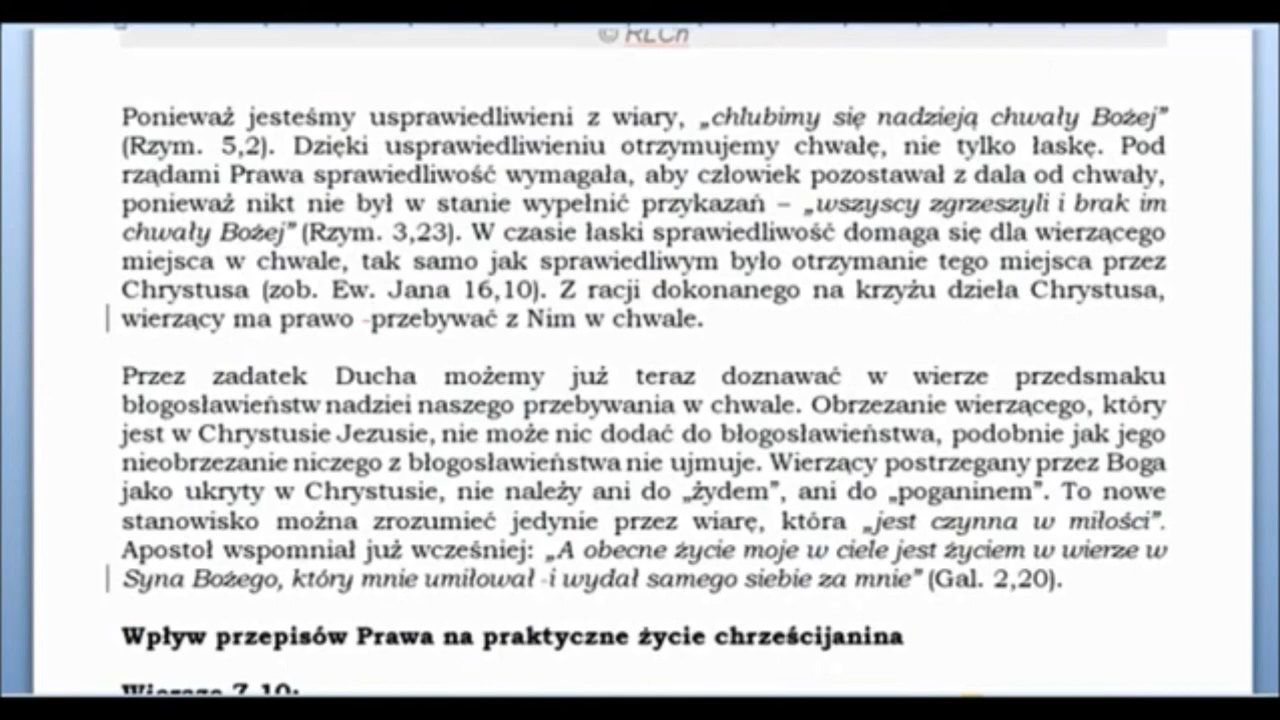 © RECh
Ponieważ jesteśmy usprawiedliwieni z wiary, „chlubimy się nadzieją chwały Bożej”
(Rzym. 5,2). Dzięki usprawiedliwieniu otrzymujemy chwałę, nie tylko łaskę. Pod
rządami Prawa sprawiedliwość wymagała, aby człowiek pozostawał z dala od chwały,
ponieważ nikt nie był w stanie wypełnić przykazań – „wszyscy zgrzeszyli i brak im
chwały Bożej” (Rzym. 3,23). W czasie łaski sprawiedliwość domaga się dla wierzącego
miejsca w chwale, tak samo jak sprawiedliwym było otrzymanie tego miejsca przez
Chrystusa (zob. Ew. Jana 16,10). Z racji dokonanego na krzyżu dzieła Chrystusa,
wierzący ma prawo -przebywać z Nim w chwale.
Przez zadatek Ducha możemy już teraz doznawać w wierze przedsmaku
błogosławieństw nadziei naszego przebywania w chwale. Obrzezanie wierzącego, który
jest w Chrystusie Jezusie, nie może nic dodać do błogosławieństwa, podobnie jak jego
nieobrzezanie niczego z błogosławieństwa nie ujmuje. Wierzący postrzegany przez Boga
jako ukryty w Chrystusie, nie należy ani do „żydem”, ani do „poganinem”. To nowe
stanowisko można zrozumieć jedynie przez wiarę, która „jest czynna w miłości”.
Apostoł wspomniał już wcześniej: „A obecne życie moje w ciele jest życiem w wierze w
Syna Bożego, który mnie umiłował -i wydał samego siebie za mnie” (Gal. 2,20).
Wpływ przepisów Prawa na praktyczne życie chrześcijanina
Wiersze 7-10: